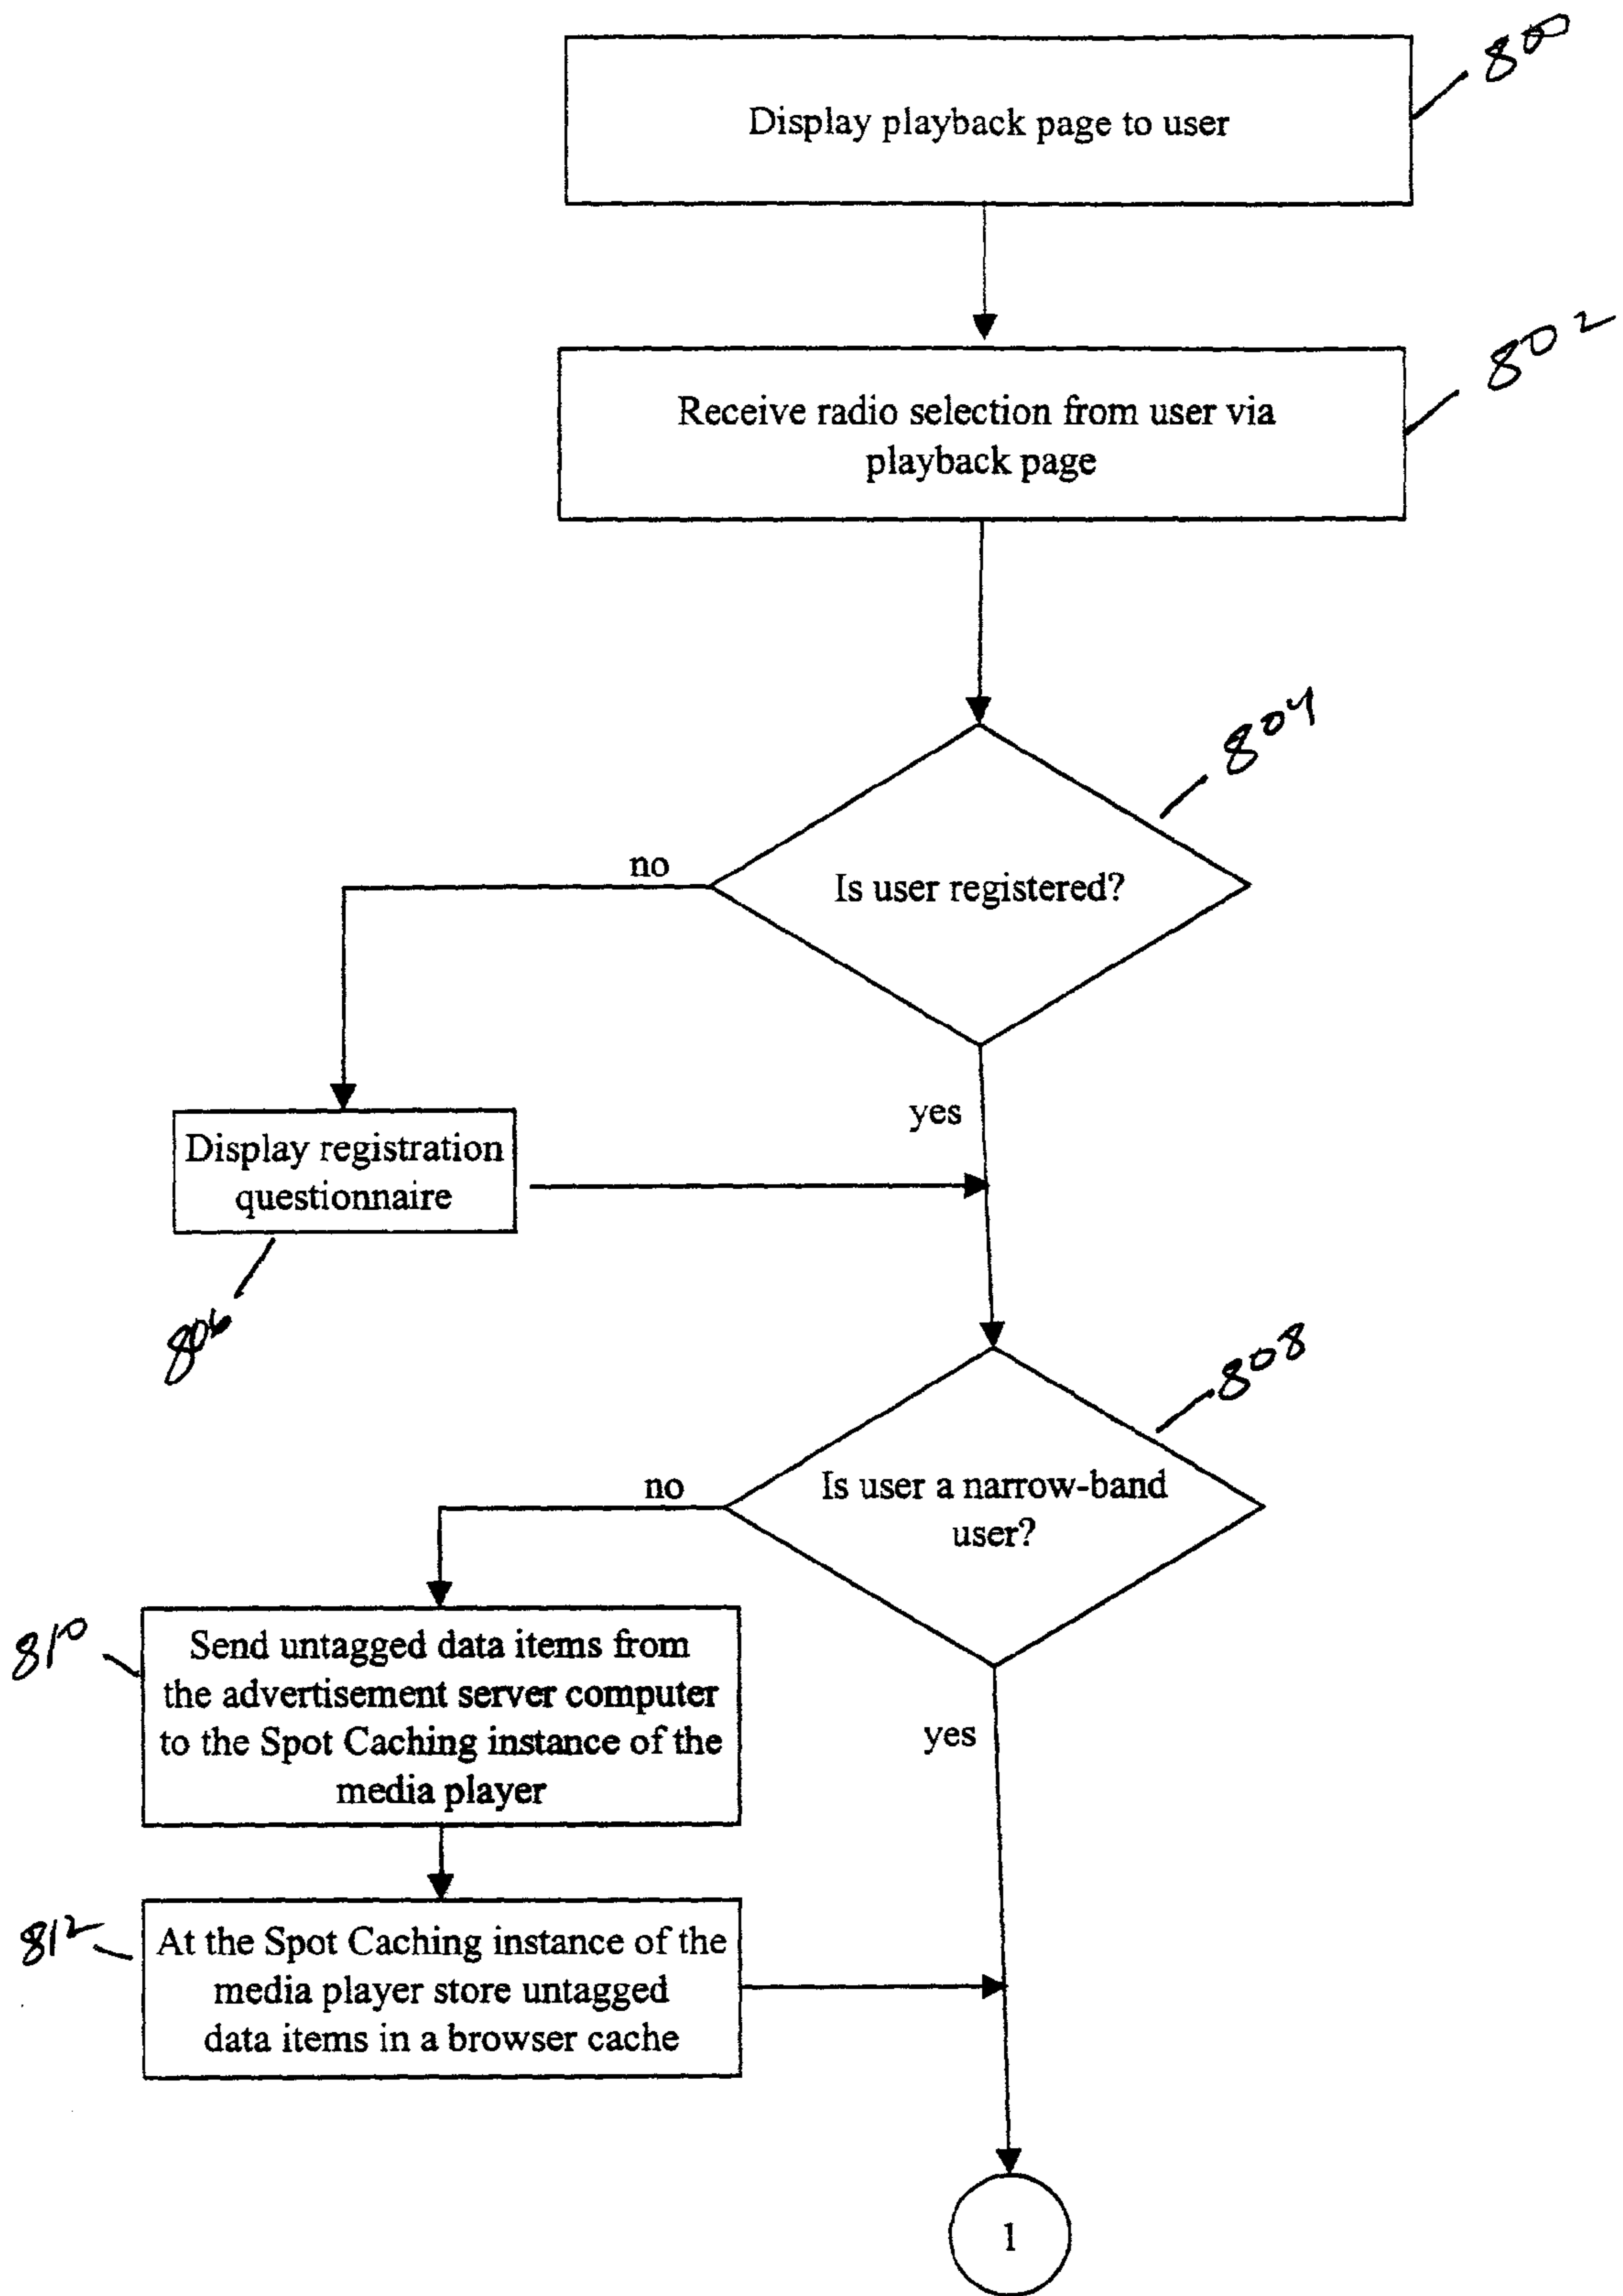 800
Display playback page to user
802
Receive radio selection from user via
playback page
804
no
Is user registered?
yes
Display registration
questionnaire
806
808
no
Is user a narrow-band
user?
810
Send untagged data items from
the advertisement server computer
to the Spot Caching instance of the
media player
yes
812
At the Spot Caching instance of the
media player store untagged
data items in a browser cache
1